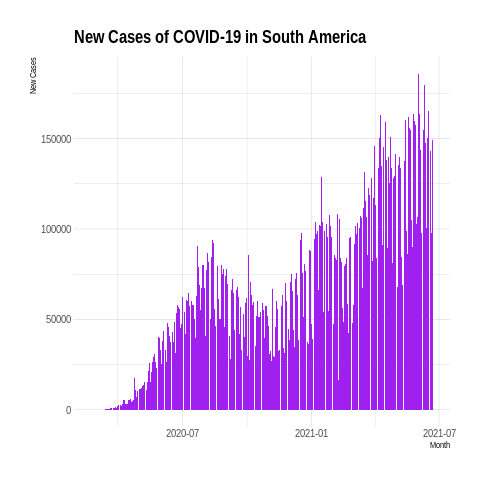 New Cases of COVID-19 in South America
New Cases
150000
100000
50000
0
2020-07
2021-01
2021-07
Month